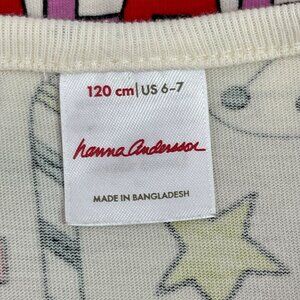 120 cm | US 6-7
hanna andersson
MADE IN BANGLADESH